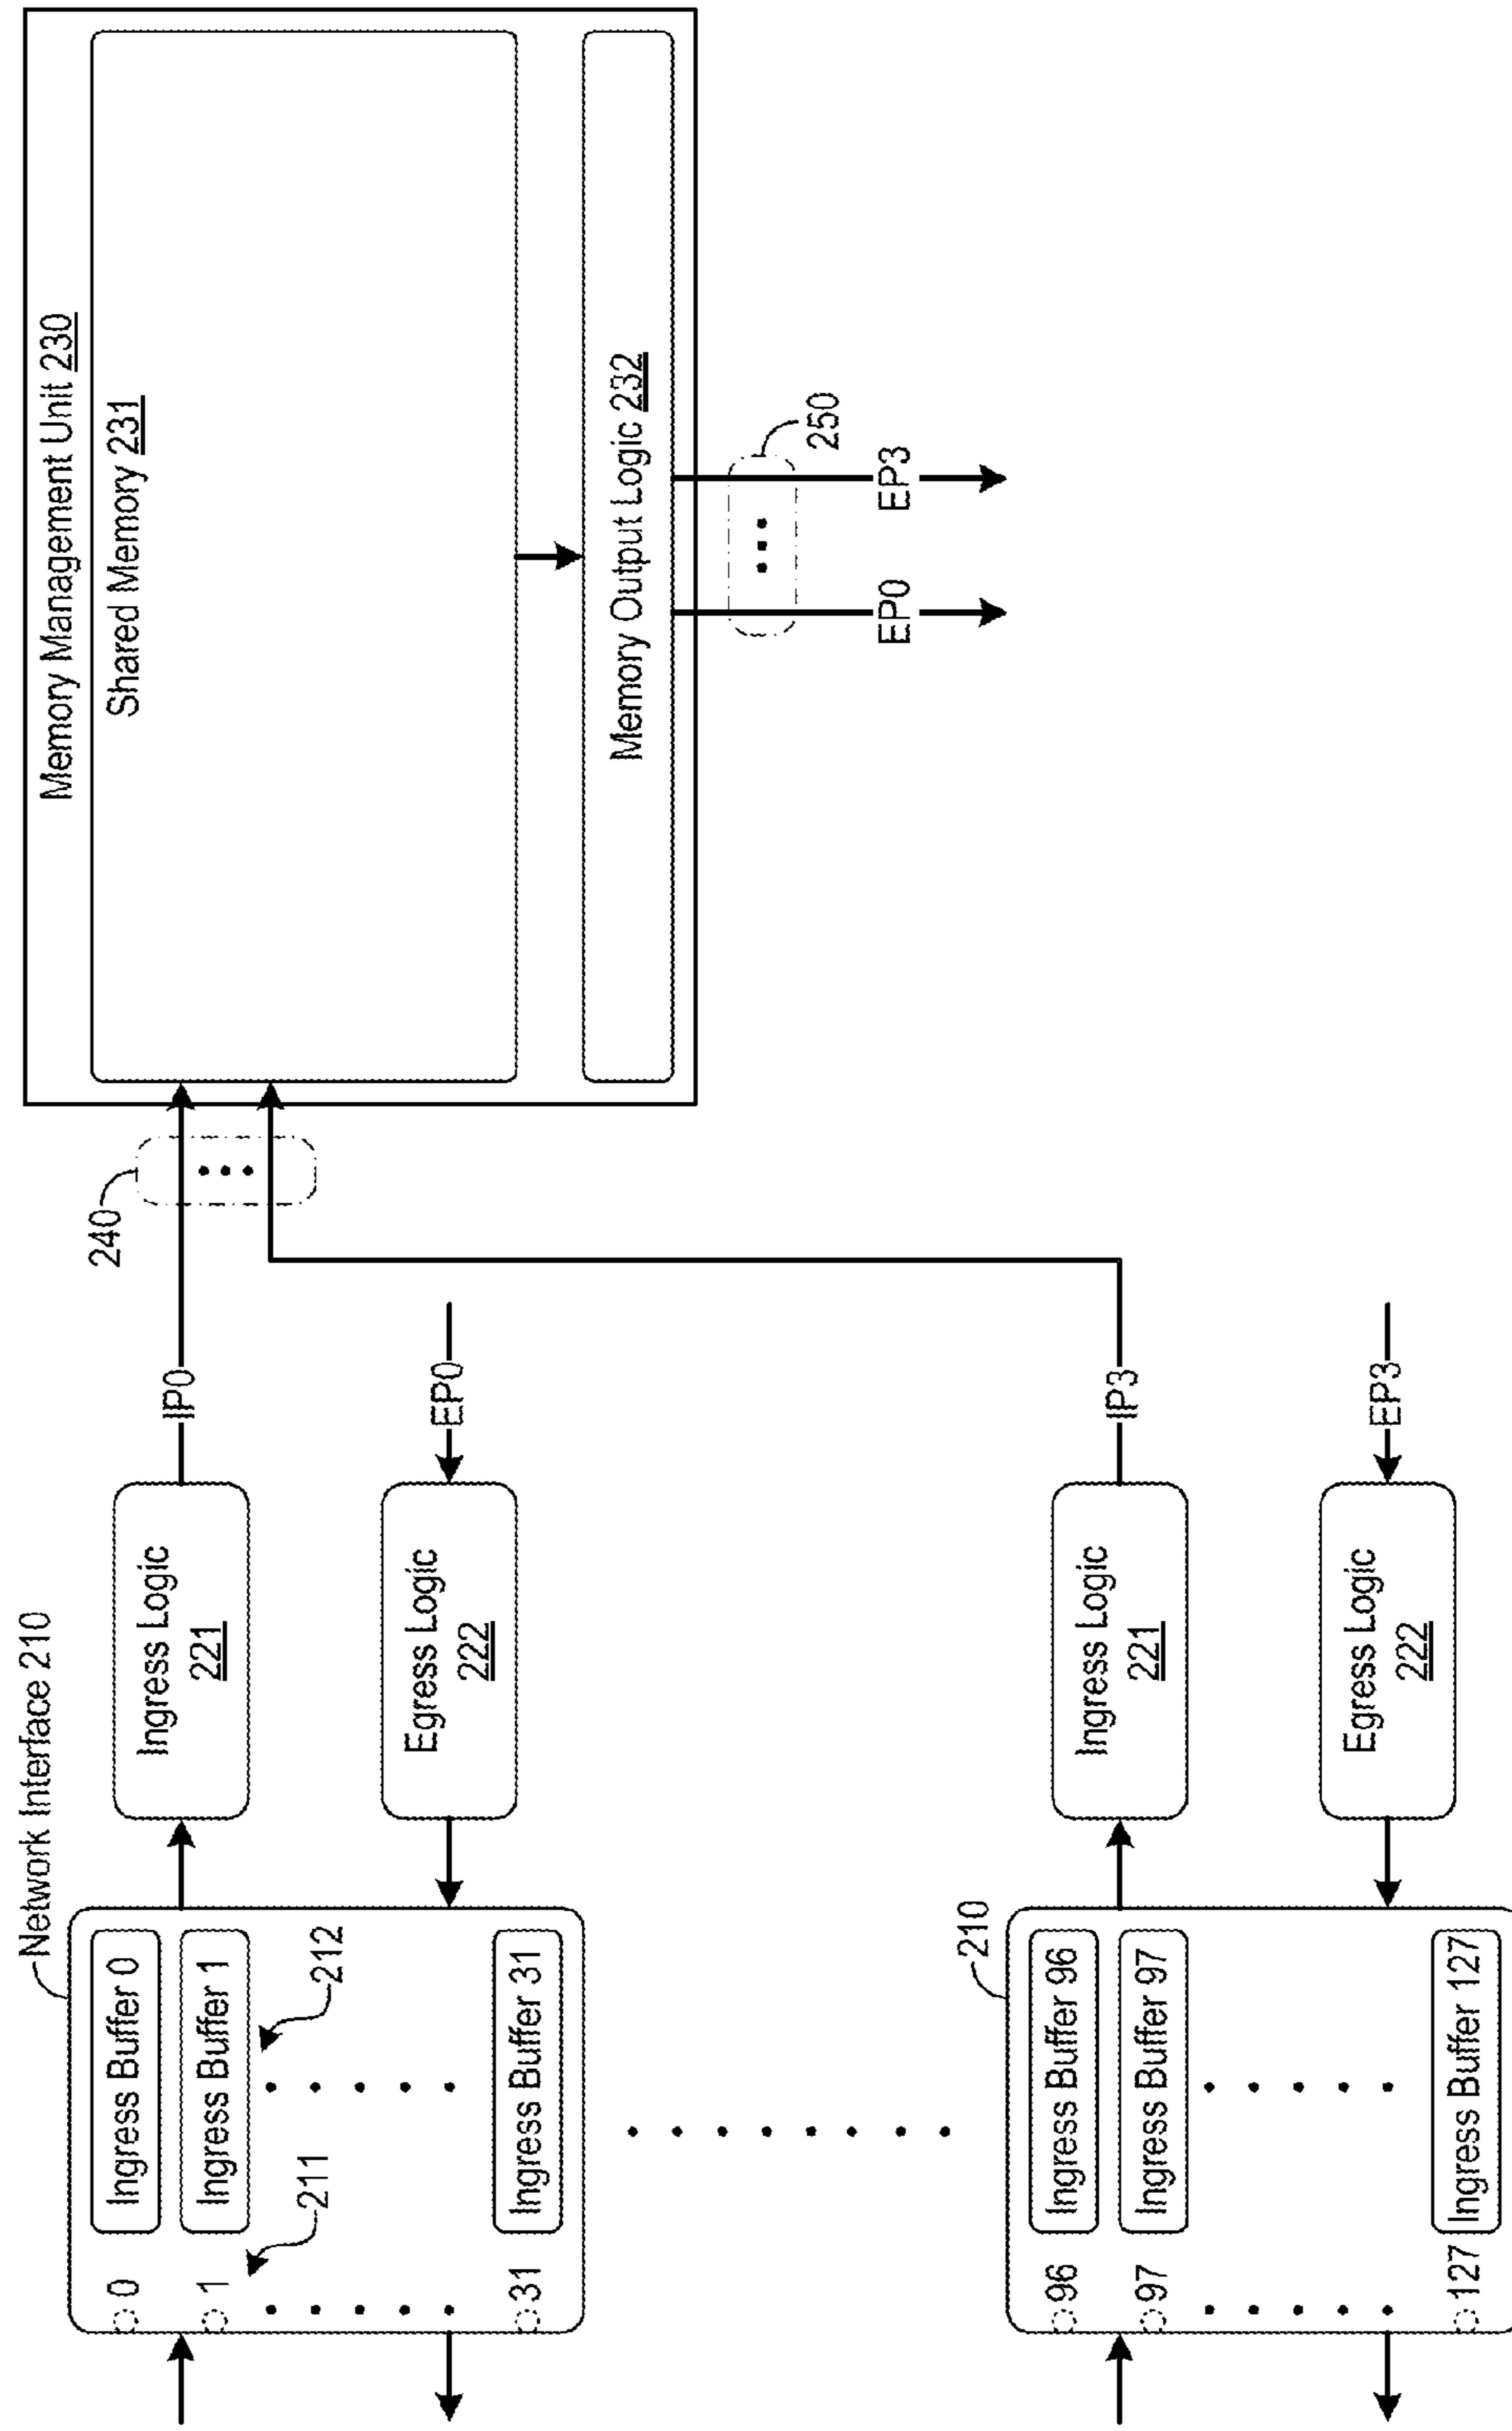 Network Interface 210
0
Ingress Buffer 0
1
Ingress Buffer 1
211
212
31
Ingress Buffer 31
Ingress Logic
221
Egress Logic
222
IP0
EP0
240
Memory Management Unit 230
Shared Memory 231
Memory Output Logic 232
250
EP0
EP3
210
96
Ingress Buffer 96
97
Ingress Buffer 97
127
Ingress Buffer 127
Ingress Logic
221
Egress Logic
222
IP3
EP3